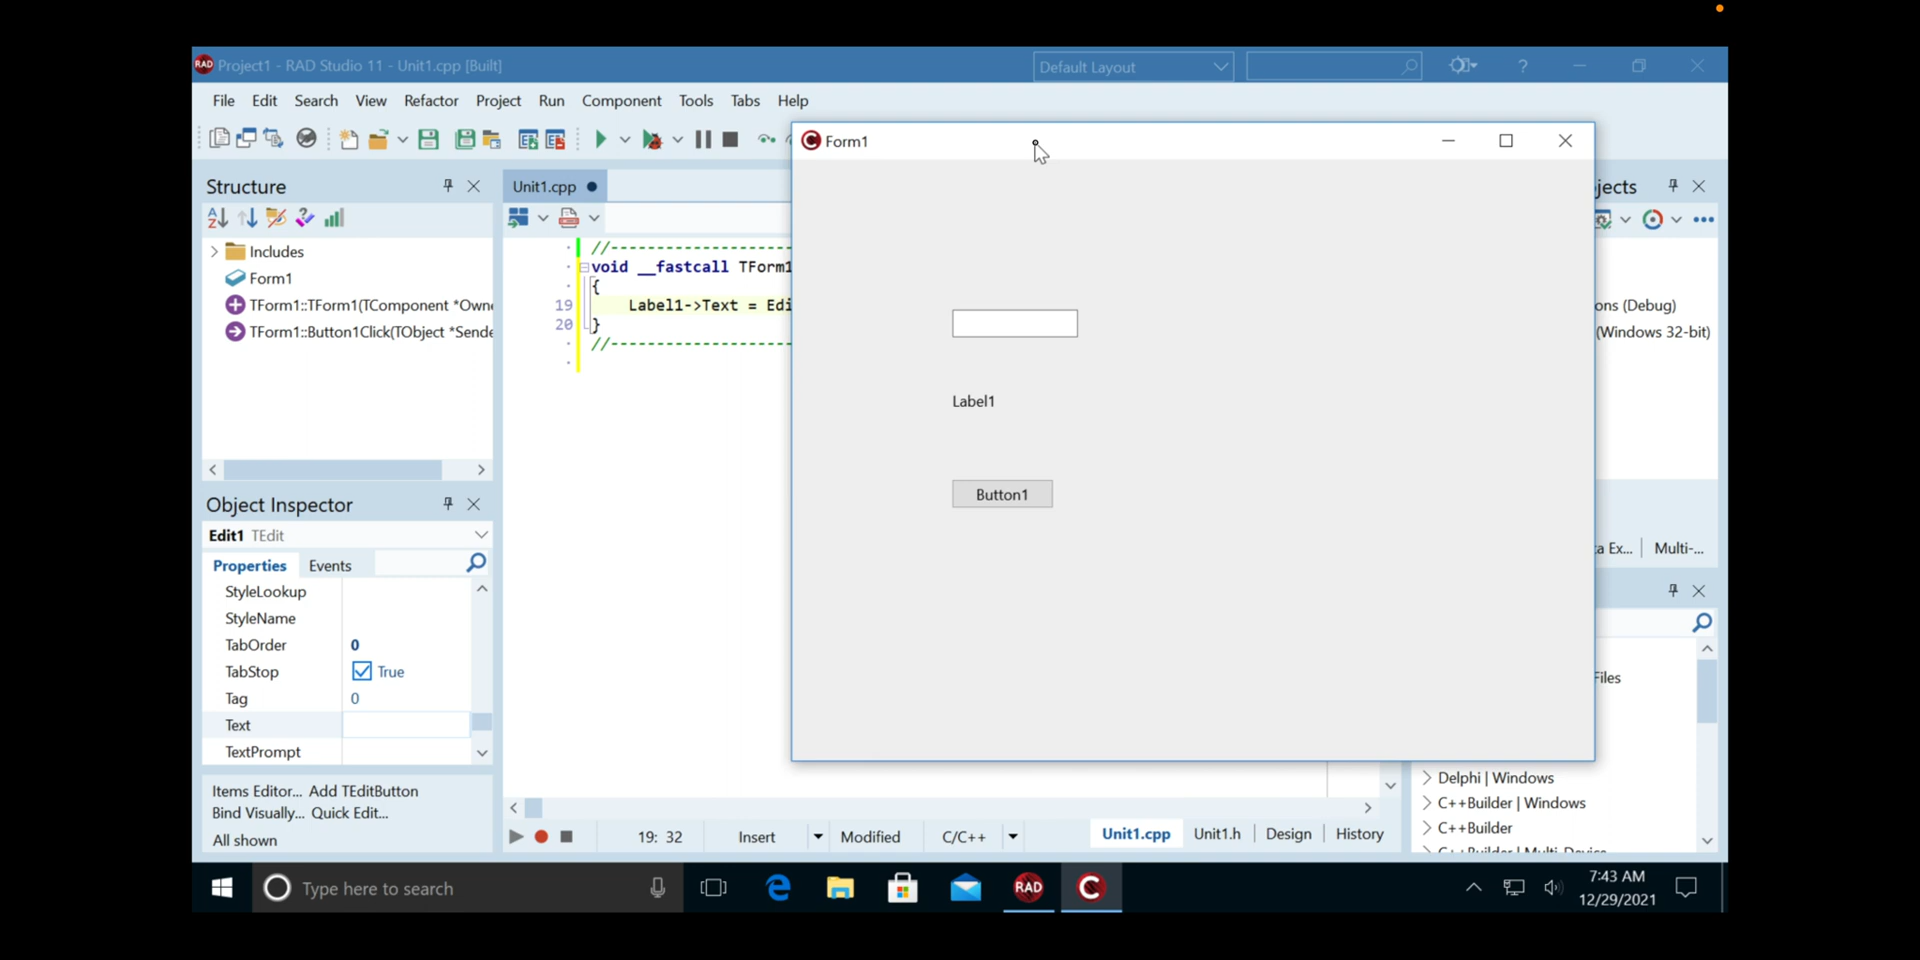 RAD Project1 - RAD Studio 11 - Unit1.cpp [Built]
Default Layout
?
File Edit Search View Refactor Project Run Component Tools Tabs Help
Form1
Structure
Unit1.cpp
jects
Includes
Form1
TForm1::TForm1(TComponent *Owne
TForm1::Button1Click(TObject *Sende
//--------------------
void __fastcall TForm1
{
19 Label1->Text = Edi
20 }
//--------------------
Label1
Button1
ons (Debug)
(Windows 32-bit)
a Ex... Multi-...
Object Inspector
Edit1 TEdit
Properties Events
StyleLookup
StyleName
TabOrder 0
TabStop True
Tag 0
Text
TextPrompt
Items Editor... Add TEditButton
Bind Visually... Quick Edit...
All shown
19: 32 Insert Modified C/C++ Unit1.cpp Unit1.h Design History
Files
Delphi | Windows
C++Builder | Windows
C++Builder
C++Builder | Multi-Device
Type here to search
RAD
C
7:43 AM
12/29/2021